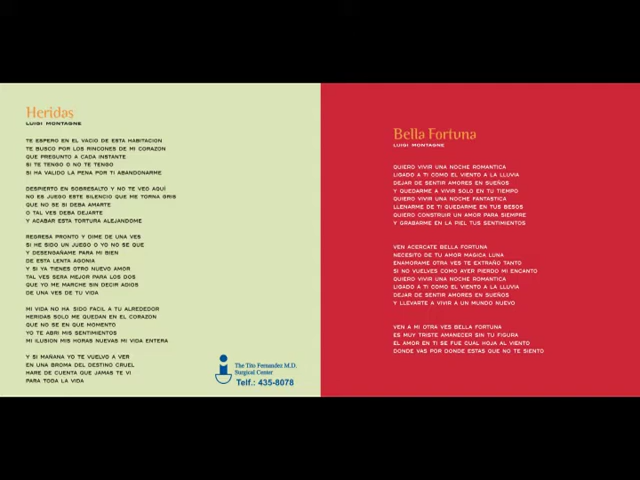 Heridas
LUIGI MONTAGNE
TE ESPERO EN EL VACIO DE ESTA HABITACION
TE BUSCO POR LOS RINCONES DE MI CORAZON
QUE PREGUNTO A CADA INSTANTE
SI TE TENGO O NO TE TENGO
SI HA VALIDO LA PENA POR TI ABANDONARME
DESPIERTO EN SOBRESALTO Y NO TE VEO AQUÍ
NO ES JUEGO ESTE SILENCIO QUE ME TORNA GRIS
QUE NO SE SI DEBA AMARTE
O TAL VES DEBA DEJARTE
Y ACABAR ESTA TORTURA ALEJANDOME
REGRESA PRONTO Y DIME DE UNA VES
SI HE SIDO UN JUEGO O YO NO SE QUE
Y DESENGAÑAME PARA MI BIEN
DE ESTA LENTA AGONIA
Y SI YA TIENES OTRO NUEVO AMOR
TAL VES SERA MEJOR PARA LOS DOS
QUE YO ME MARCHE SIN DECIR ADIOS
DE UNA VES DE TU VIDA
MI VIDA NO HA SIDO FACIL A TU ALREDEDOR
HERIDAS SOLO ME QUEDAN EN EL CORAZON
QUE NO SE EN QUE MOMENTO
YO TE ABRI MIS SENTIMIENTOS
MI ILUSION MIS HORAS NUEVAS MI VIDA ENTERA
Y SI MAÑANA YO TE VUELVO A VER
EN UNA BROMA DEL DESTINO CRUEL
HARE DE CUENTA QUE JAMAS TE VI
PARA TODA LA VIDA
The Tito Fernandez M.D.
Surgical Center
Telf.: 435-8078
Bella Fortuna
LUIGI MONTAGNE
QUIERO VIVIR UNA NOCHE ROMANTICA
LIGADO A TI COMO EL VIENTO A LA LLUVIA
DEJAR DE SENTIR AMORES EN SUEÑOS
Y QUEDARME A VIVIR SOLO EN TU TIEMPO
QUIERO VIVIR UNA NOCHE FANTASTICA
LLENARME DE TI QUEDARME EN TUS BESOS
QUIERO CONSTRUIR UN AMOR PARA SIEMPRE
Y GRABARME EN LA PIEL TUS SENTIMIENTOS
VEN ACERCATE BELLA FORTUNA
NECESITO DE TU AMOR MAGICA LUNA
ENAMORAME OTRA VES TE EXTRAÑO TANTO
SI NO VUELVES COMO AYER PIERDO MI ENCANTO
QUIERO VIVIR UNA NOCHE ROMANTICA
LIGADO A TI COMO EL VIENTO A LA LLUVIA
DEJAR DE SENTIR AMORES EN SUEÑOS
Y LLEVARTE A VIVIR A UN MUNDO NUEVO
VEN A MI OTRA VES BELLA FORTUNA
ES MUY TRISTE AMANECER SIN TU FIGURA
EL AMOR EN TI SE FUE CUAL HOJA AL VIENTO
DONDE VAS POR DONDE ESTAS QUE NO TE SIENTO